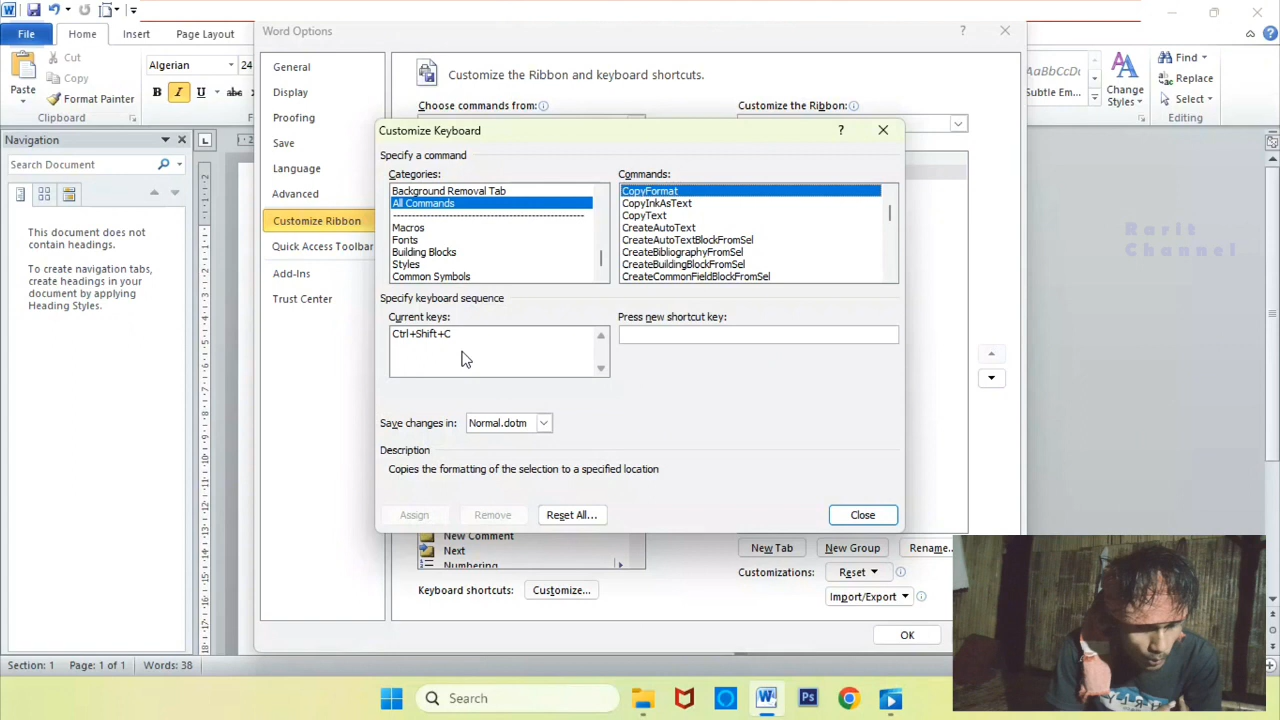 Word Options
File
Home
Insert
Page Layout
Cut
Copy
Paste
Format Painter
Clipboard
Algerian
24
B I U abc
AaBbCcDc
Subtle Em...
Change
Styles
Find
Replace
Select
Editing
Navigation
Search Document
This document does not
contain headings.
To create navigation tabs,
create headings in your
document by applying
Heading Styles.
General
Display
Proofing
Save
Language
Advanced
Customize Ribbon
Quick Access Toolbar
Add-Ins
Trust Center
Customize the Ribbon and keyboard shortcuts.
Choose commands from:
Customize the Ribbon:
Customize Keyboard
Specify a command
Categories:
Commands:
Background Removal Tab
All Commands
Macros
Fonts
Building Blocks
Styles
Common Symbols
CopyFormat
CopyInkAsText
CopyText
CreateAutoText
CreateAutoTextBlockFromSel
CreateBibliographyFromSel
CreateBuildingBlockFromSel
CreateCommonFieldBlockFromSel
Specify keyboard sequence
Current keys:
Press new shortcut key:
Ctrl+Shift+C
Save changes in:
Normal.dotm
Description
Copies the formatting of the selection to a specified location
Assign
Remove
Reset All...
Close
New Comment
Next
Numbering
New Tab
New Group
Rename...
Customizations:
Reset
Import/Export
Keyboard shortcuts:
Customize...
OK
Rarit
Channel
Section: 1
Page: 1 of 1
Words: 38
Search